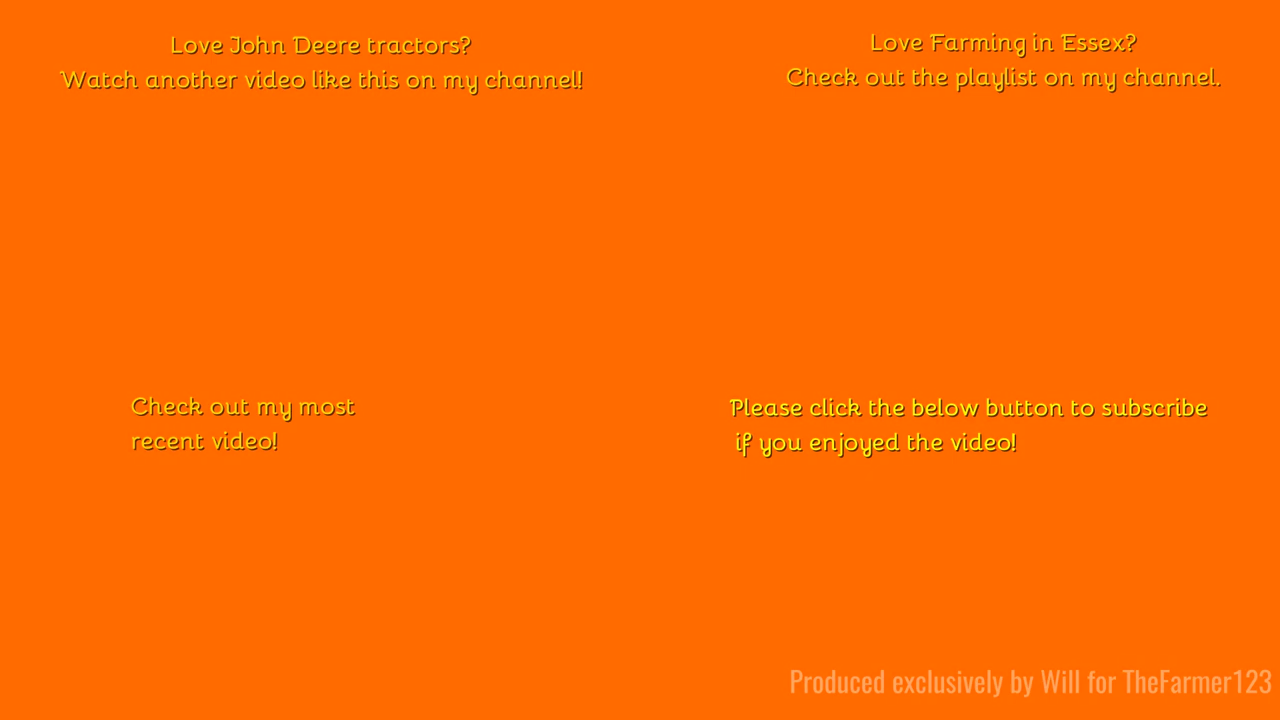 Love John Deere tractors?
Watch another video like this on my channel!
Love Farming in Essex?
Check out the playlist on my channel.
Check out my most
recent video!
Please click the below button to subscribe
if you enjoyed the video!
Produced exclusively by Will for TheFarmer123